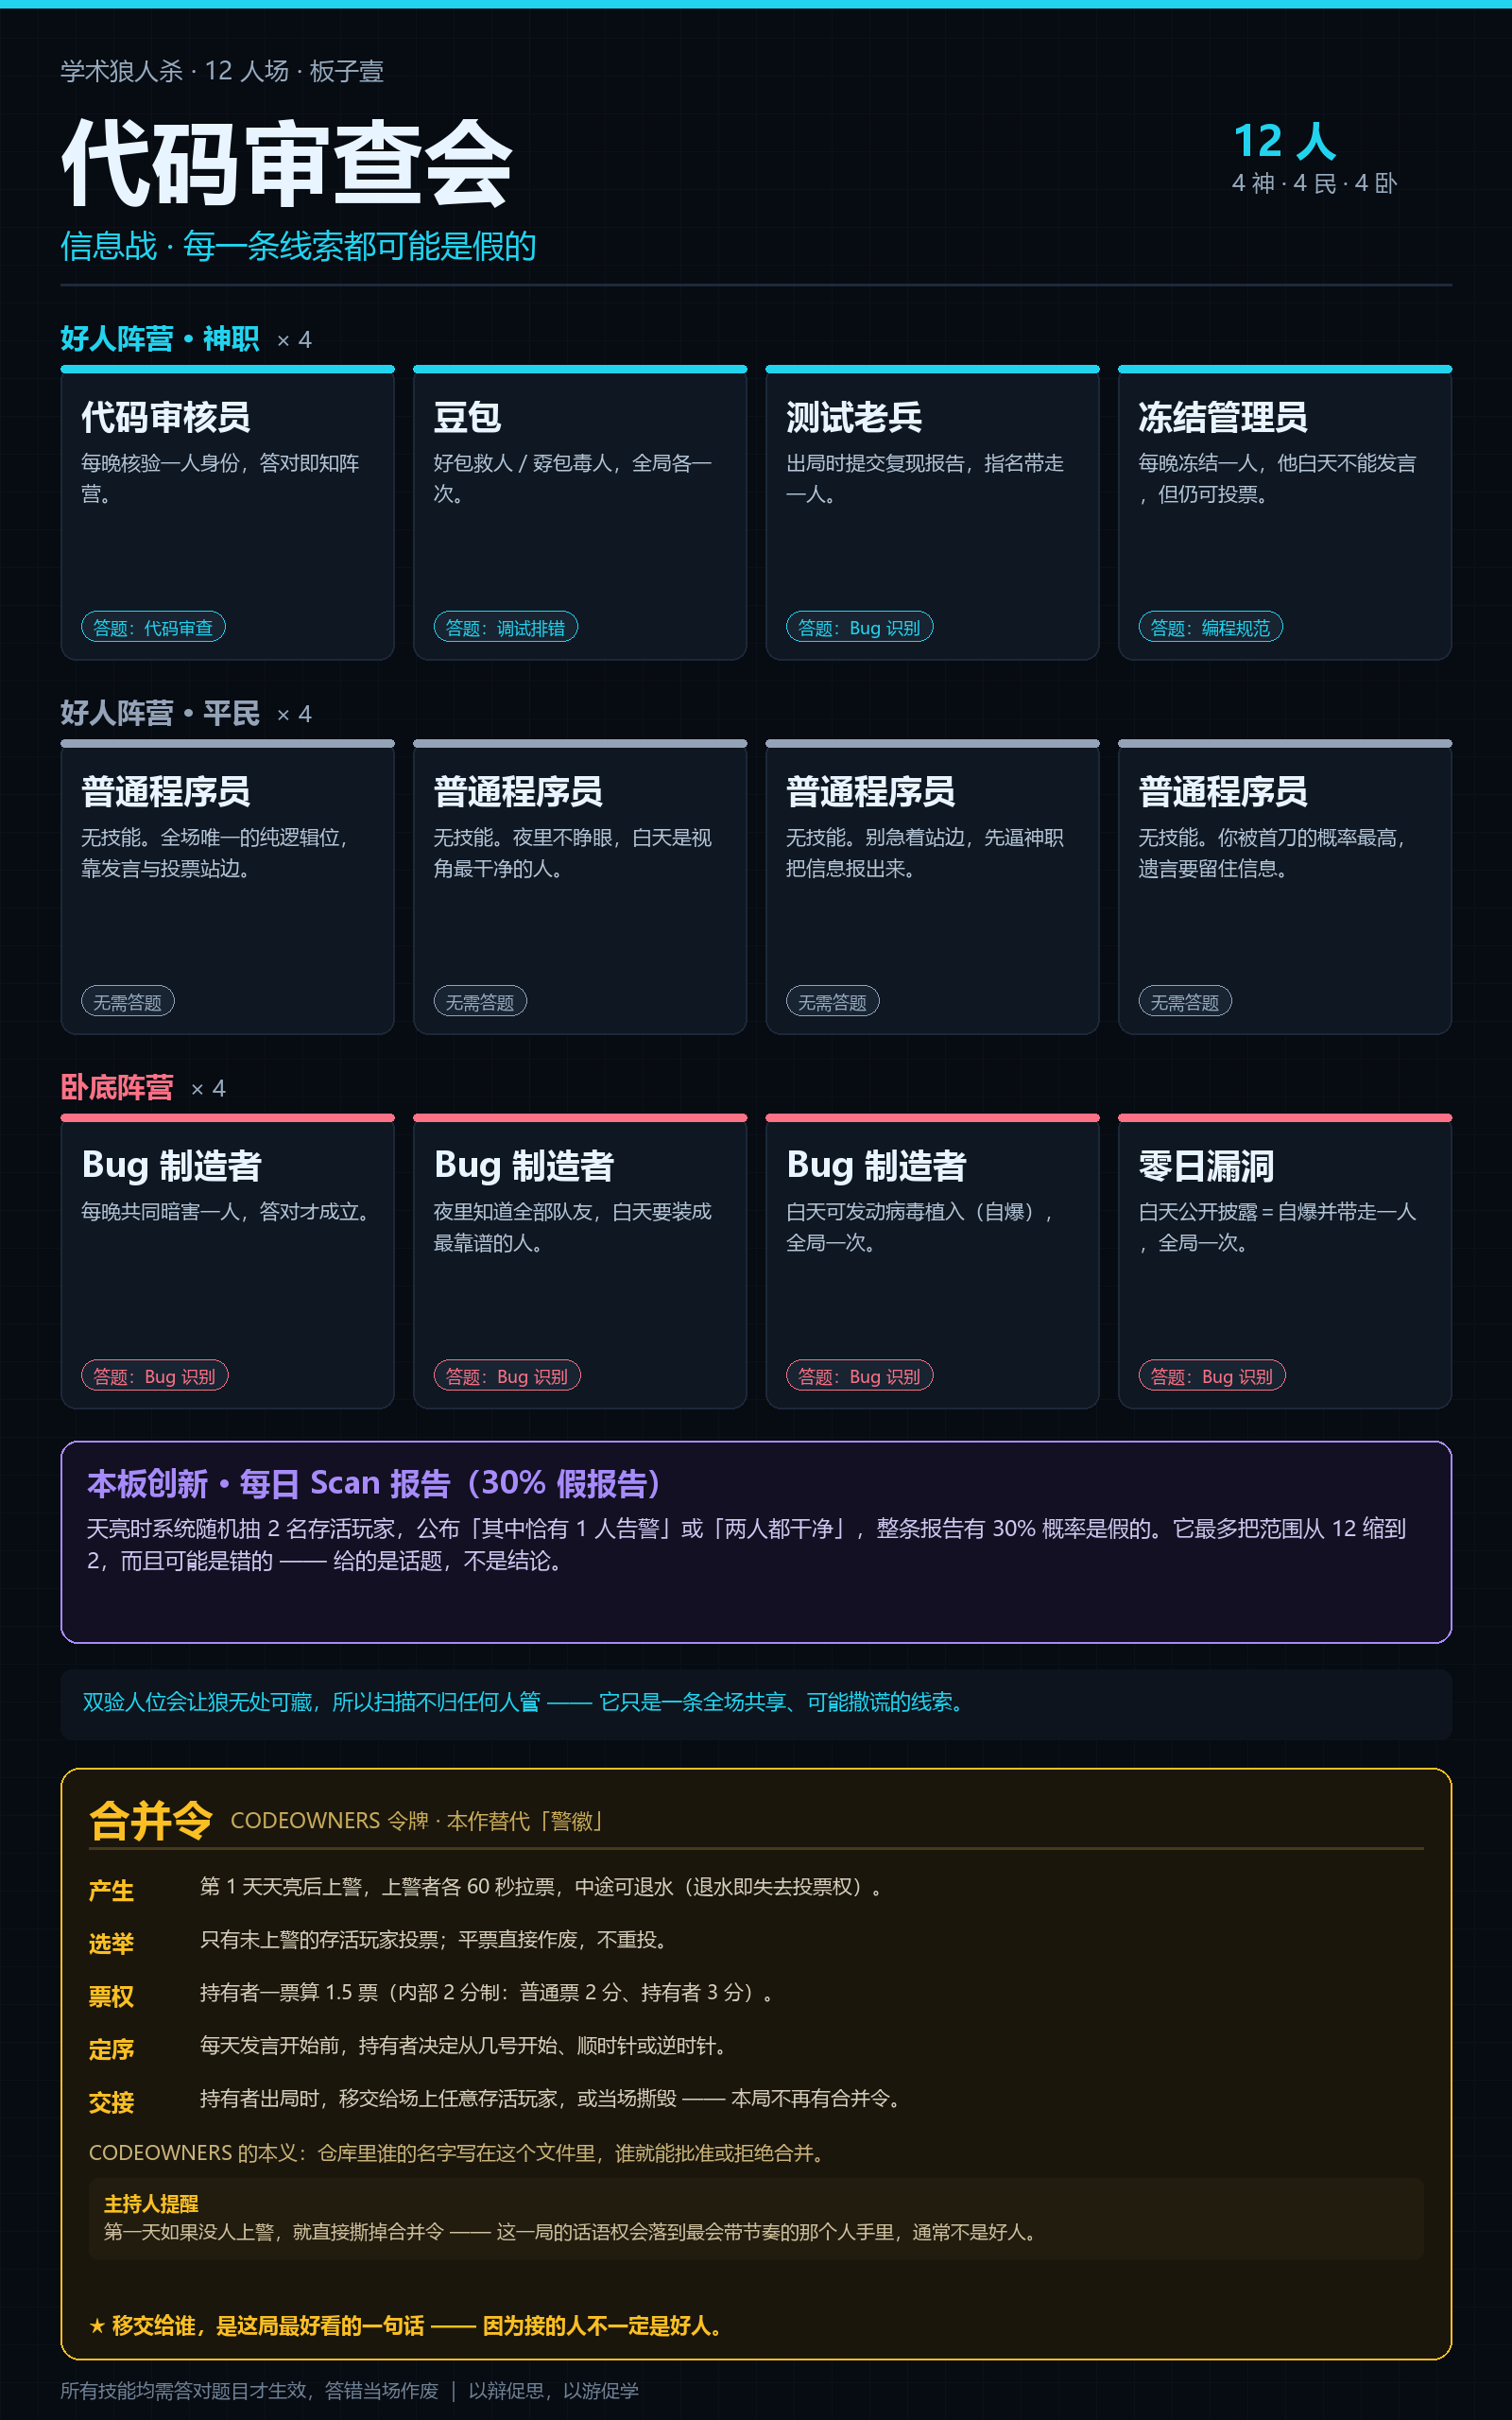 学术狼人杀 · 12 人场 · 板子壹
代码审查会
12 人
4 神 · 4 民 · 4 卧
信息战 · 每一条线索都可能是假的
好人阵营 • 神职 × 4
代码审核员
每晚核验一人身份，答对即知阵
营。
答题：代码审查
豆包
好包救人 / 孬包毒人，全局各一
次。
答题：调试排错
测试老兵
出局时提交复现报告，指名带走
一人。
答题：Bug 识别
冻结管理员
每晚冻结一人，他白天不能发言
，但仍可投票。
答题：编程规范
好人阵营 • 平民 × 4
普通程序员
无技能。全场唯一的纯逻辑位，
靠发言与投票站边。
无需答题
普通程序员
无技能。夜里不睁眼，白天是视
角最干净的人。
无需答题
普通程序员
无技能。别急着站边，先逼神职
把信息报出来。
无需答题
普通程序员
无技能。你被首刀的概率最高，
遗言要留住信息。
无需答题
卧底阵营 × 4
Bug 制造者
每晚共同暗害一人，答对才成立。
答题：Bug 识别
Bug 制造者
夜里知道全部队友，白天要装成
最靠谱的人。
答题：Bug 识别
Bug 制造者
白天可发动病毒植入（自爆），
全局一次。
答题：Bug 识别
零日漏洞
白天公开披露 = 自爆并带走一人
，全局一次。
答题：Bug 识别
本板创新 • 每日 Scan 报告（30% 假报告）
天亮时系统随机抽 2 名存活玩家，公布「其中恰有 1 人告警」或「两人都干净」，整条报告有 30% 概率是假的。它最多把范围从 12 缩到
2，而且可能是错的 —— 给的是话题，不是结论。
双验人位会让狼无处可藏，所以扫描不归任何人管 —— 它只是一条全场共享、可能撒谎的线索。
合并令 CODEOWNERS 令牌 · 本作替代「警徽」
产生 第 1 天天亮后上警，上警者各 60 秒拉票，中途可退水（退水即失去投票权）。
选举 只有未上警的存活玩家投票；平票直接作废，不重投。
票权 持有者一票算 1.5 票（内部 2 分制：普通票 2 分、持有者 3 分）。
定序 每天发言开始前，持有者决定从几号开始、顺时针或逆时针。
交接 持有者出局时，移交给场上任意存活玩家，或当场撕毁 —— 本局不再有合并令。
CODEOWNERS 的本义：仓库里谁的名字写在这个文件里，谁就能批准或拒绝合并。
主持人提醒
第一天如果没人上警，就直接撕掉合并令 —— 这一局的话语权会落到最会带节奏的那个人手里，通常不是好人。
★ 移交给谁，是这局最好看的一句话 —— 因为接的人不一定是好人。
所有技能均需答对题目才生效，答错当场作废 ｜ 以辩促思，以游促学